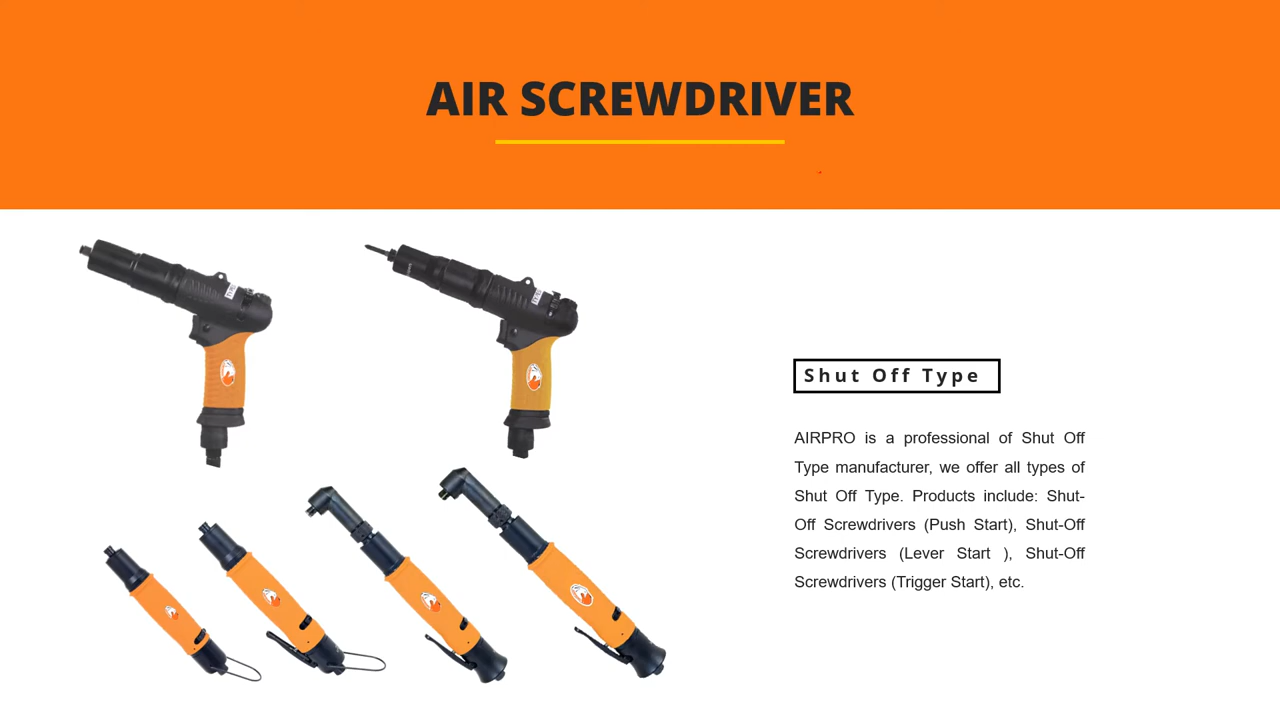 AIR SCREWDRIVER
Shut Off Type
AIRPRO is a professional of Shut Off
Type manufacturer, we offer all types of
Shut Off Type. Products include: Shut-
Off Screwdrivers (Push Start), Shut-Off
Screwdrivers (Lever Start ), Shut-Off
Screwdrivers (Trigger Start), etc.